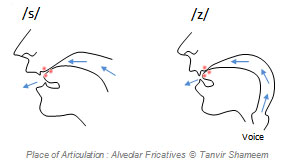 /s/ /z/
Voice
Place of Articulation : Alveolar Fricatives © Tanvir Shameem